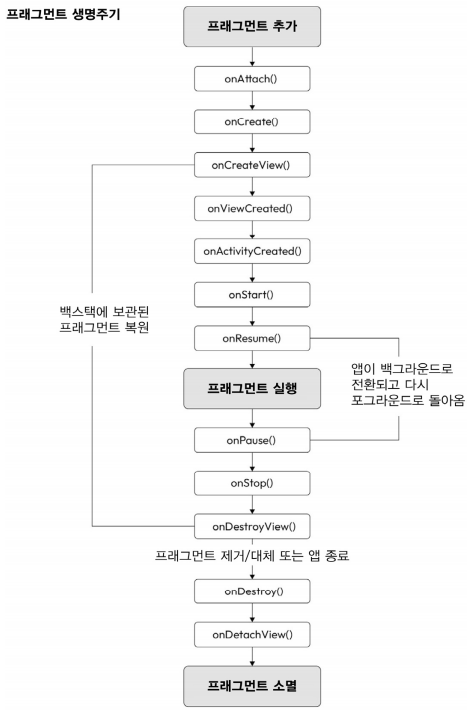 프래그먼트 생명주기
프래그먼트 추가
onAttach()
onCreate()
onCreateView()
onViewCreated()
onActivityCreated()
onStart()
백스택에 보관된
프래그먼트 복원
onResume()
앱이 백그라운드로
전환되고 다시
포그라운드로 돌아옴
프래그먼트 실행
onPause()
onStop()
onDestroyView()
프래그먼트 제거/대체 또는 앱 종료
onDestroy()
onDetachView()
프래그먼트 소멸